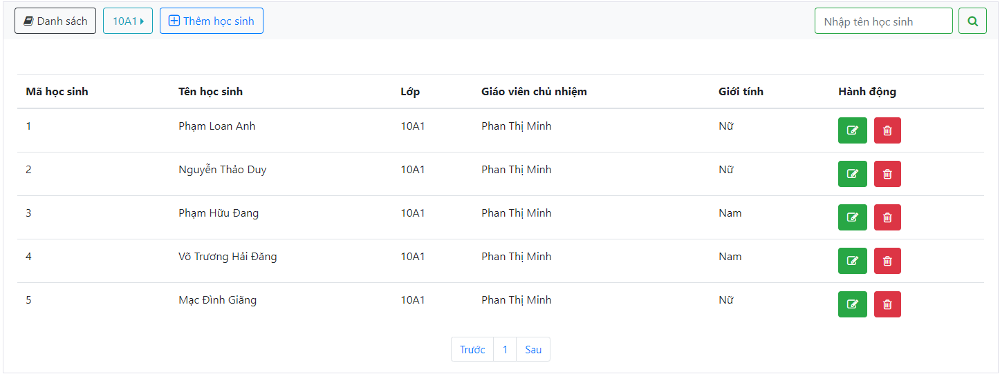 Danh sách 10A1 Thêm học sinh Nhập tên học sinh
Mã học sinh Tên học sinh Lớp Giáo viên chủ nhiệm Giới tính Hành động
1 Phạm Loan Anh 10A1 Phan Thị Minh Nữ
2 Nguyễn Thảo Duy 10A1 Phan Thị Minh Nữ
3 Phạm Hữu Đang 10A1 Phan Thị Minh Nam
4 Võ Trương Hải Đăng 10A1 Phan Thị Minh Nam
5 Mạc Đình Giãng 10A1 Phan Thị Minh Nữ
Trước 1 Sau